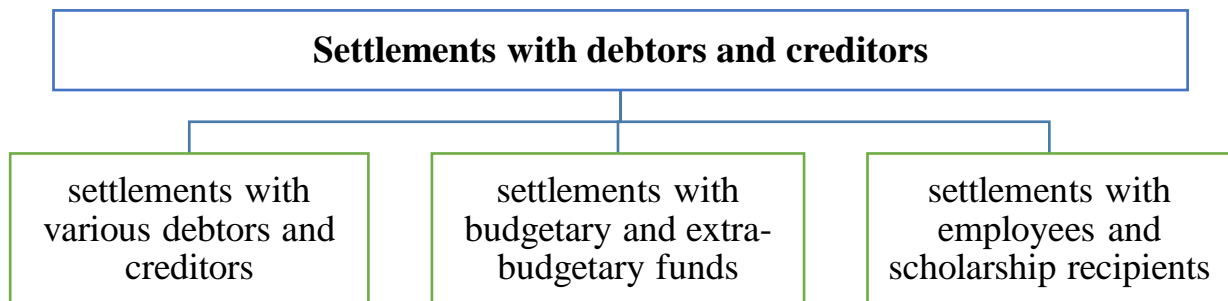 Settlements with debtors and creditors
settlements with
various debtors and
creditors
settlements with
budgetary and extra-
budgetary funds
settlements with
employees and
scholarship recipients